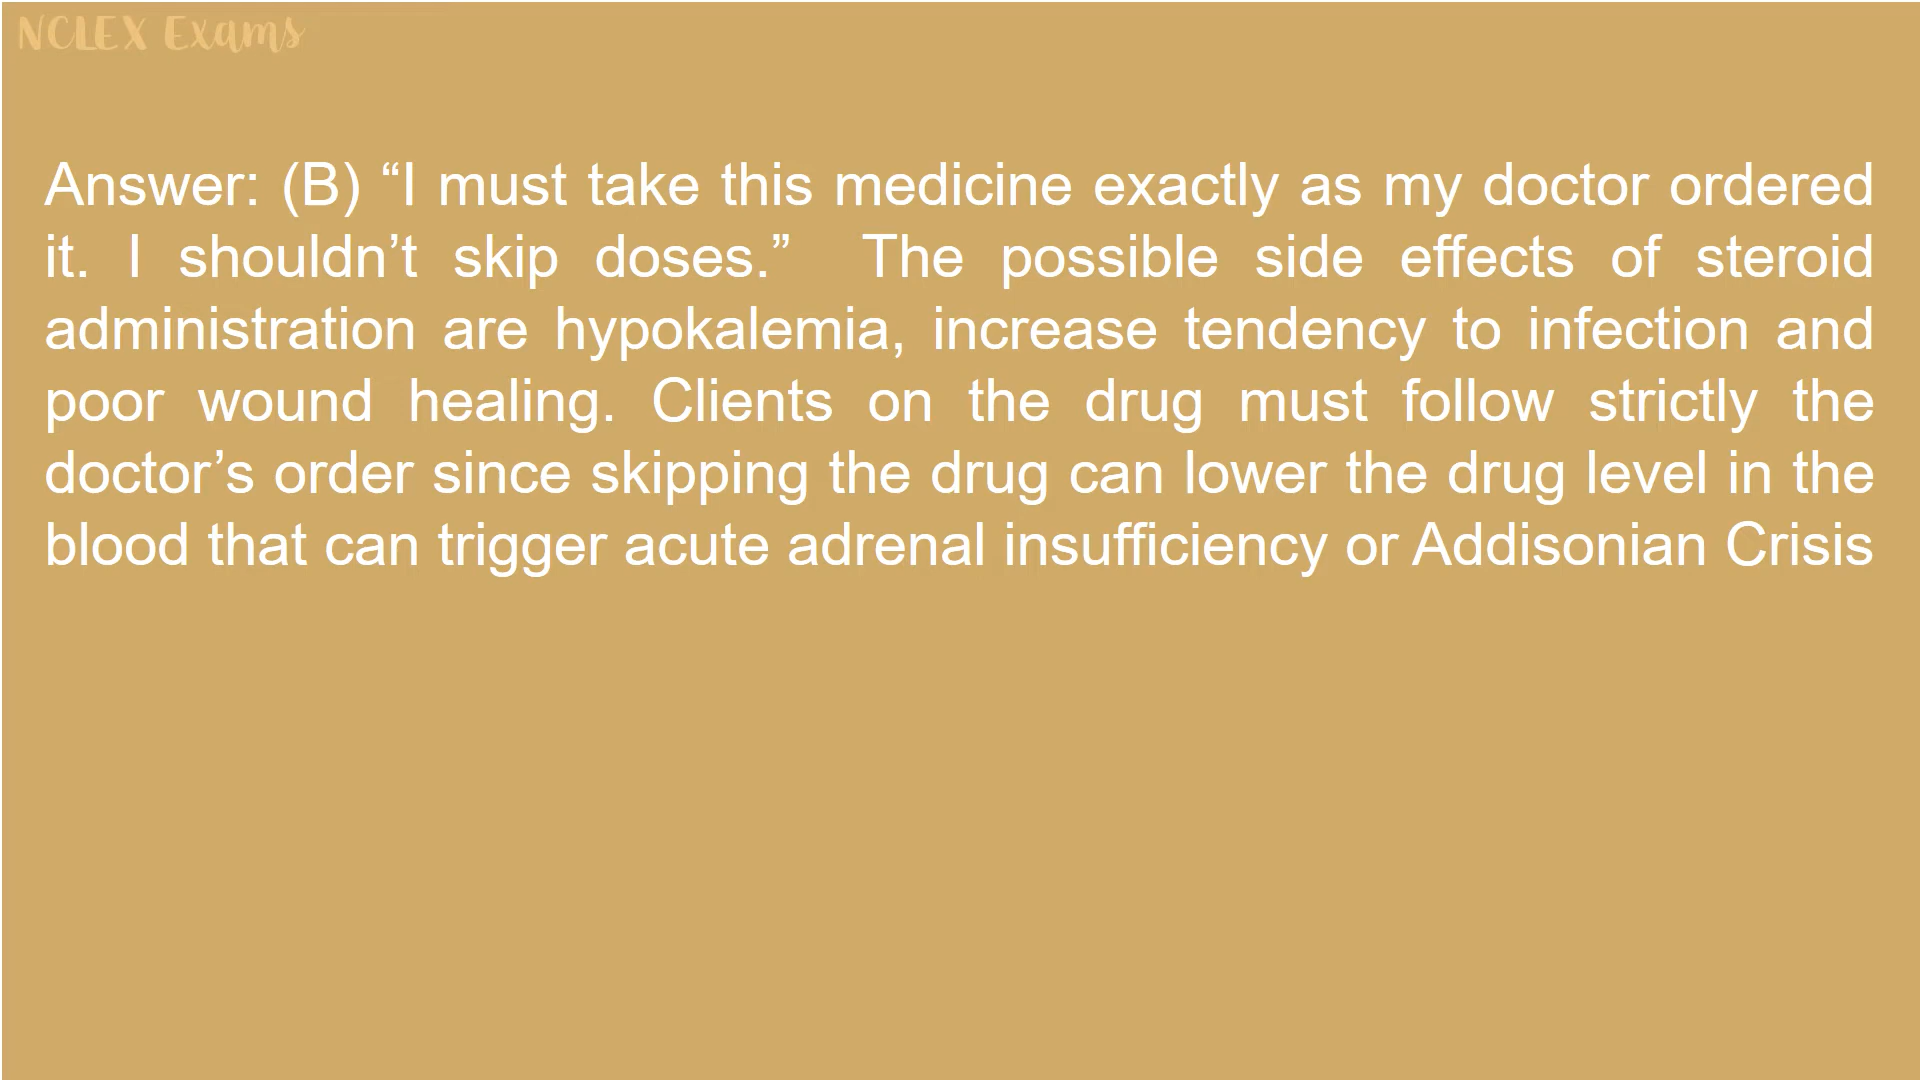 NCLEX Exams
Answer: (B) “I must take this medicine exactly as my doctor ordered
it. I shouldn’t skip doses.” The possible side effects of steroid
administration are hypokalemia, increase tendency to infection and
poor wound healing. Clients on the drug must follow strictly the
doctor’s order since skipping the drug can lower the drug level in the
blood that can trigger acute adrenal insufficiency or Addisonian Crisis